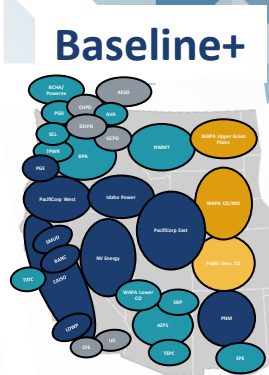 Baseline+
BCHA/
Powerex
AESO
PSEI
CHPD
AVA
DOPD
SCL
GCPD
TPWR
BPA
NWMT
WAPA Upper Great
Plains
PGE
PacifiCorp West
Idaho Power
WAPA CO/MO
PacifiCorp East
SMUD
BANC
NV Energy
CAISO
Public Serv. CO
TIDC
WAPA Lower
CO
SRP
LDWP
AZPS
PNM
CFE
IID
TEPC
EPE